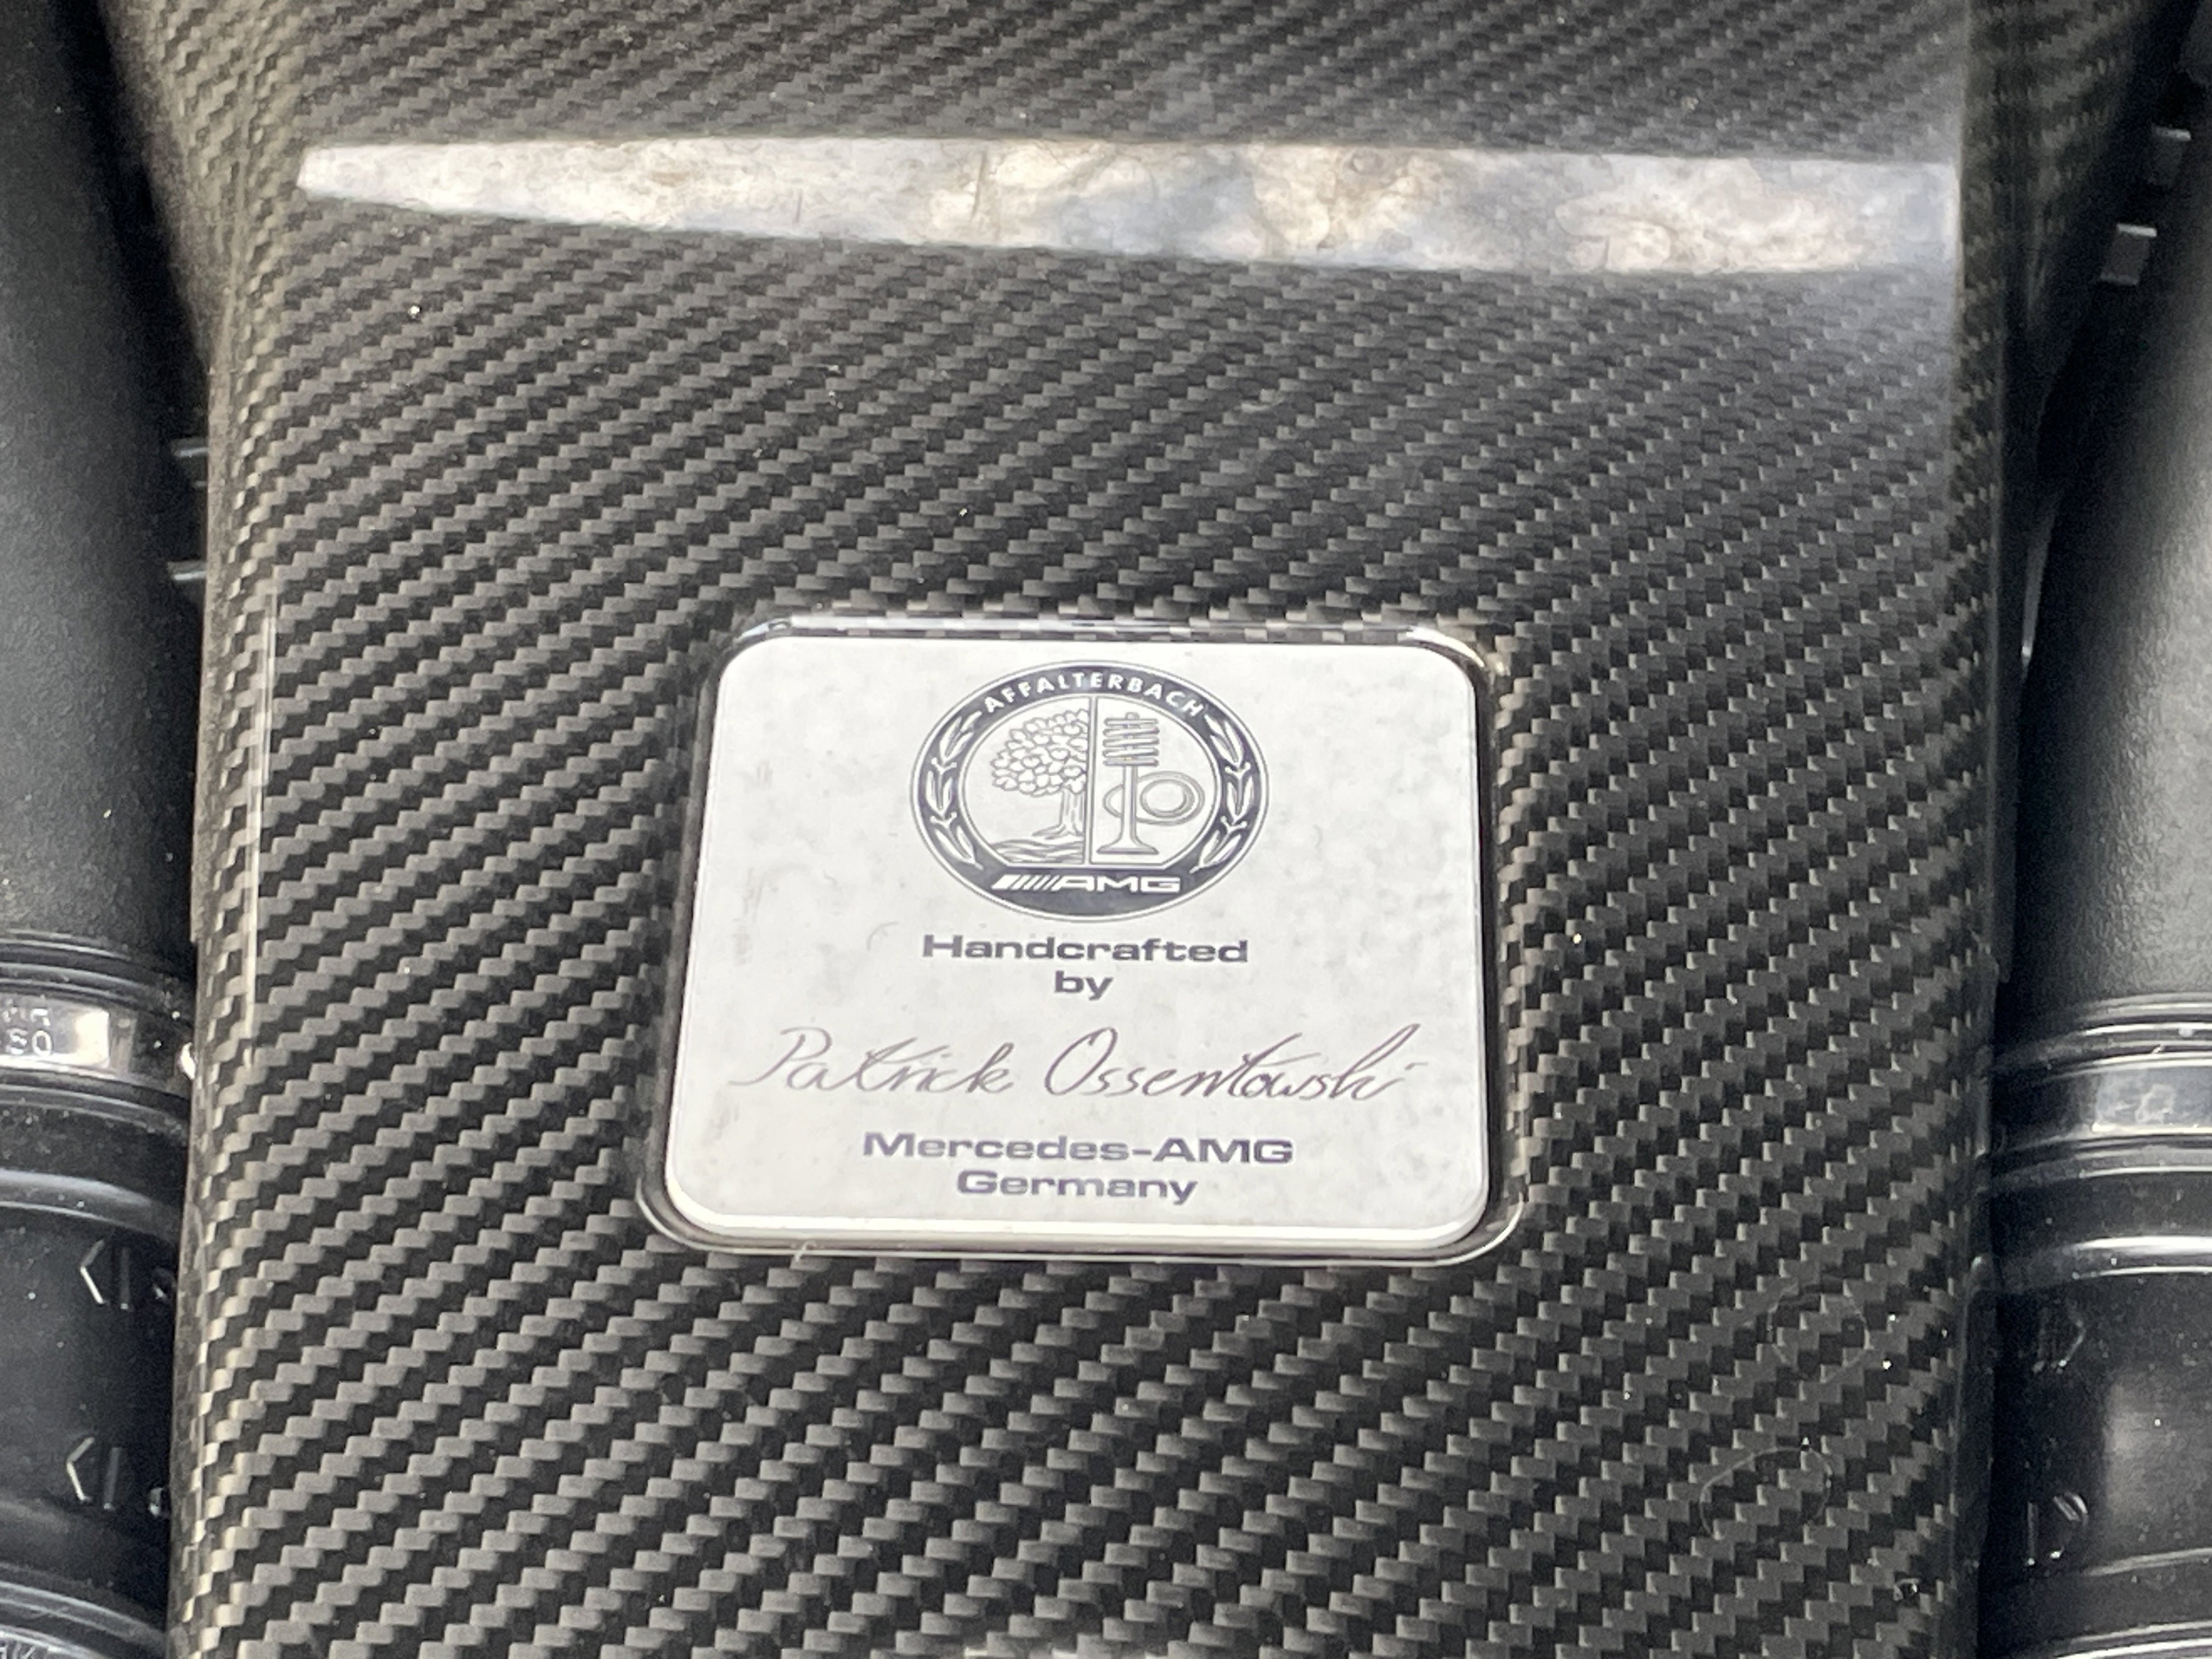 AFFALTERBACH
AMG
Handcrafted
by
Patrick Ossentowski
Mercedes-AMG
Germany